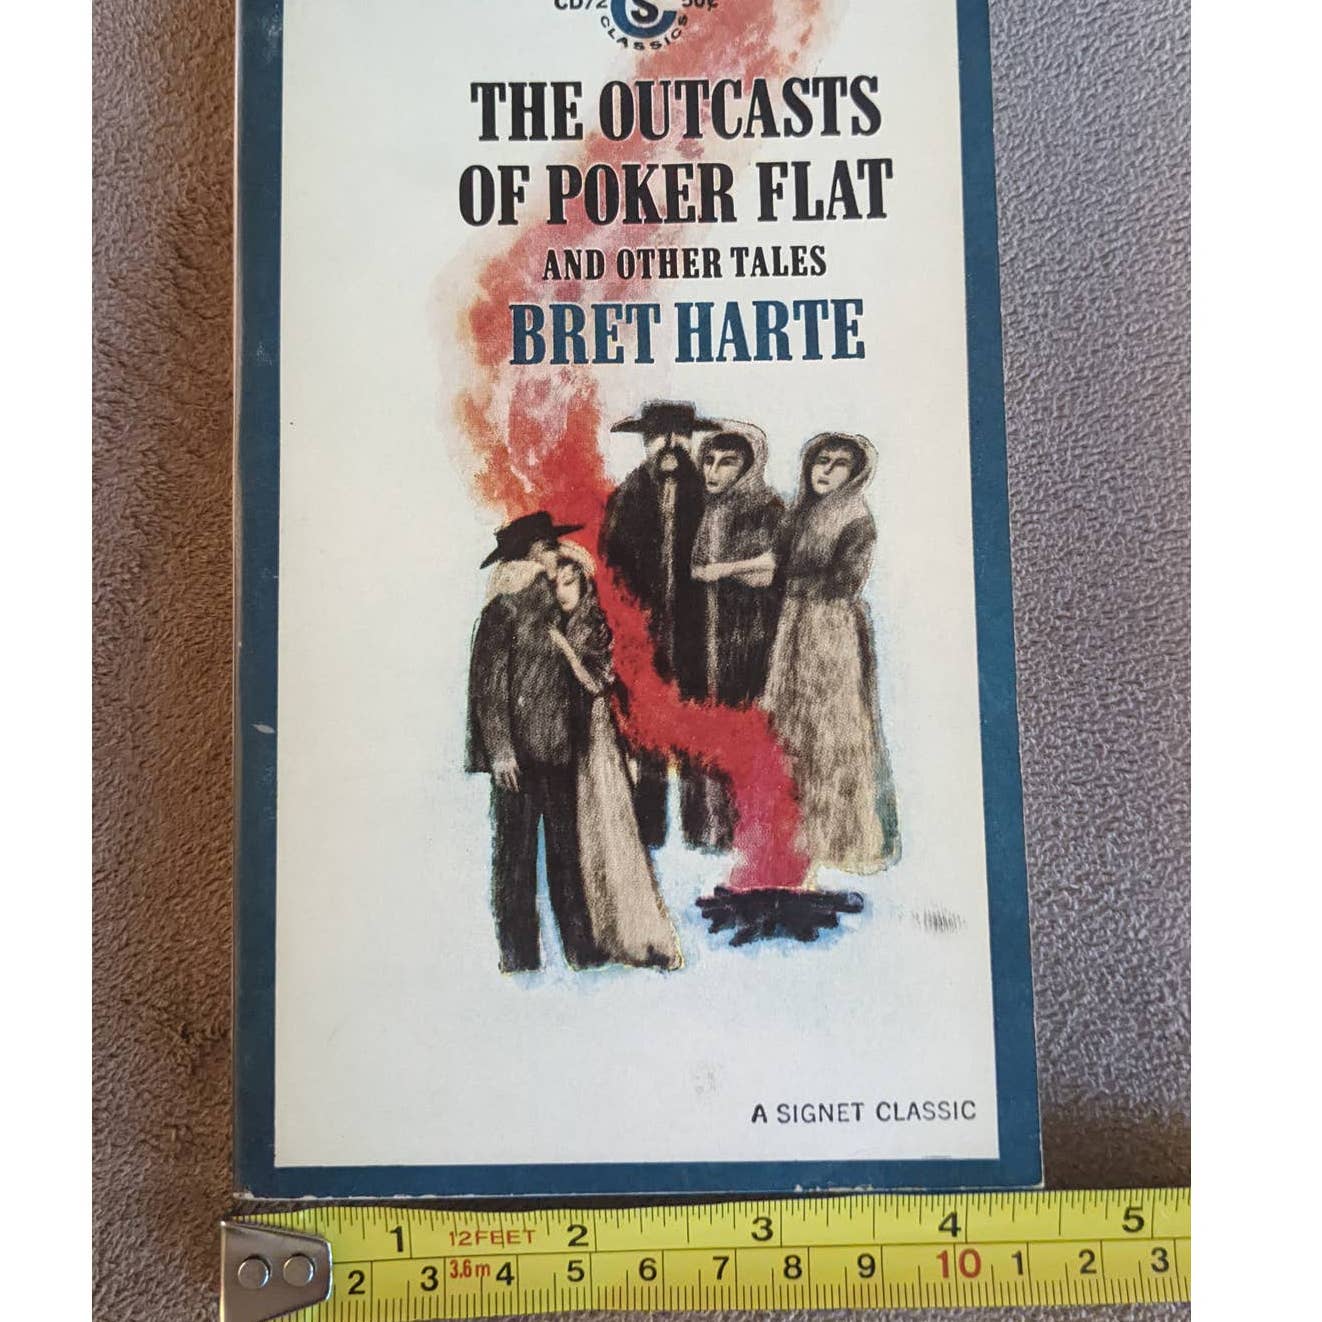 CD72 S 50¢
CLASSICS
THE OUTCASTS
OF POKER FLAT
AND OTHER TALES
BRET HARTE
A SIGNET CLASSIC
1 12FEET 2 3 4 5
2 3 3.6m 4 5 6 7 8 9 10 1 2 3